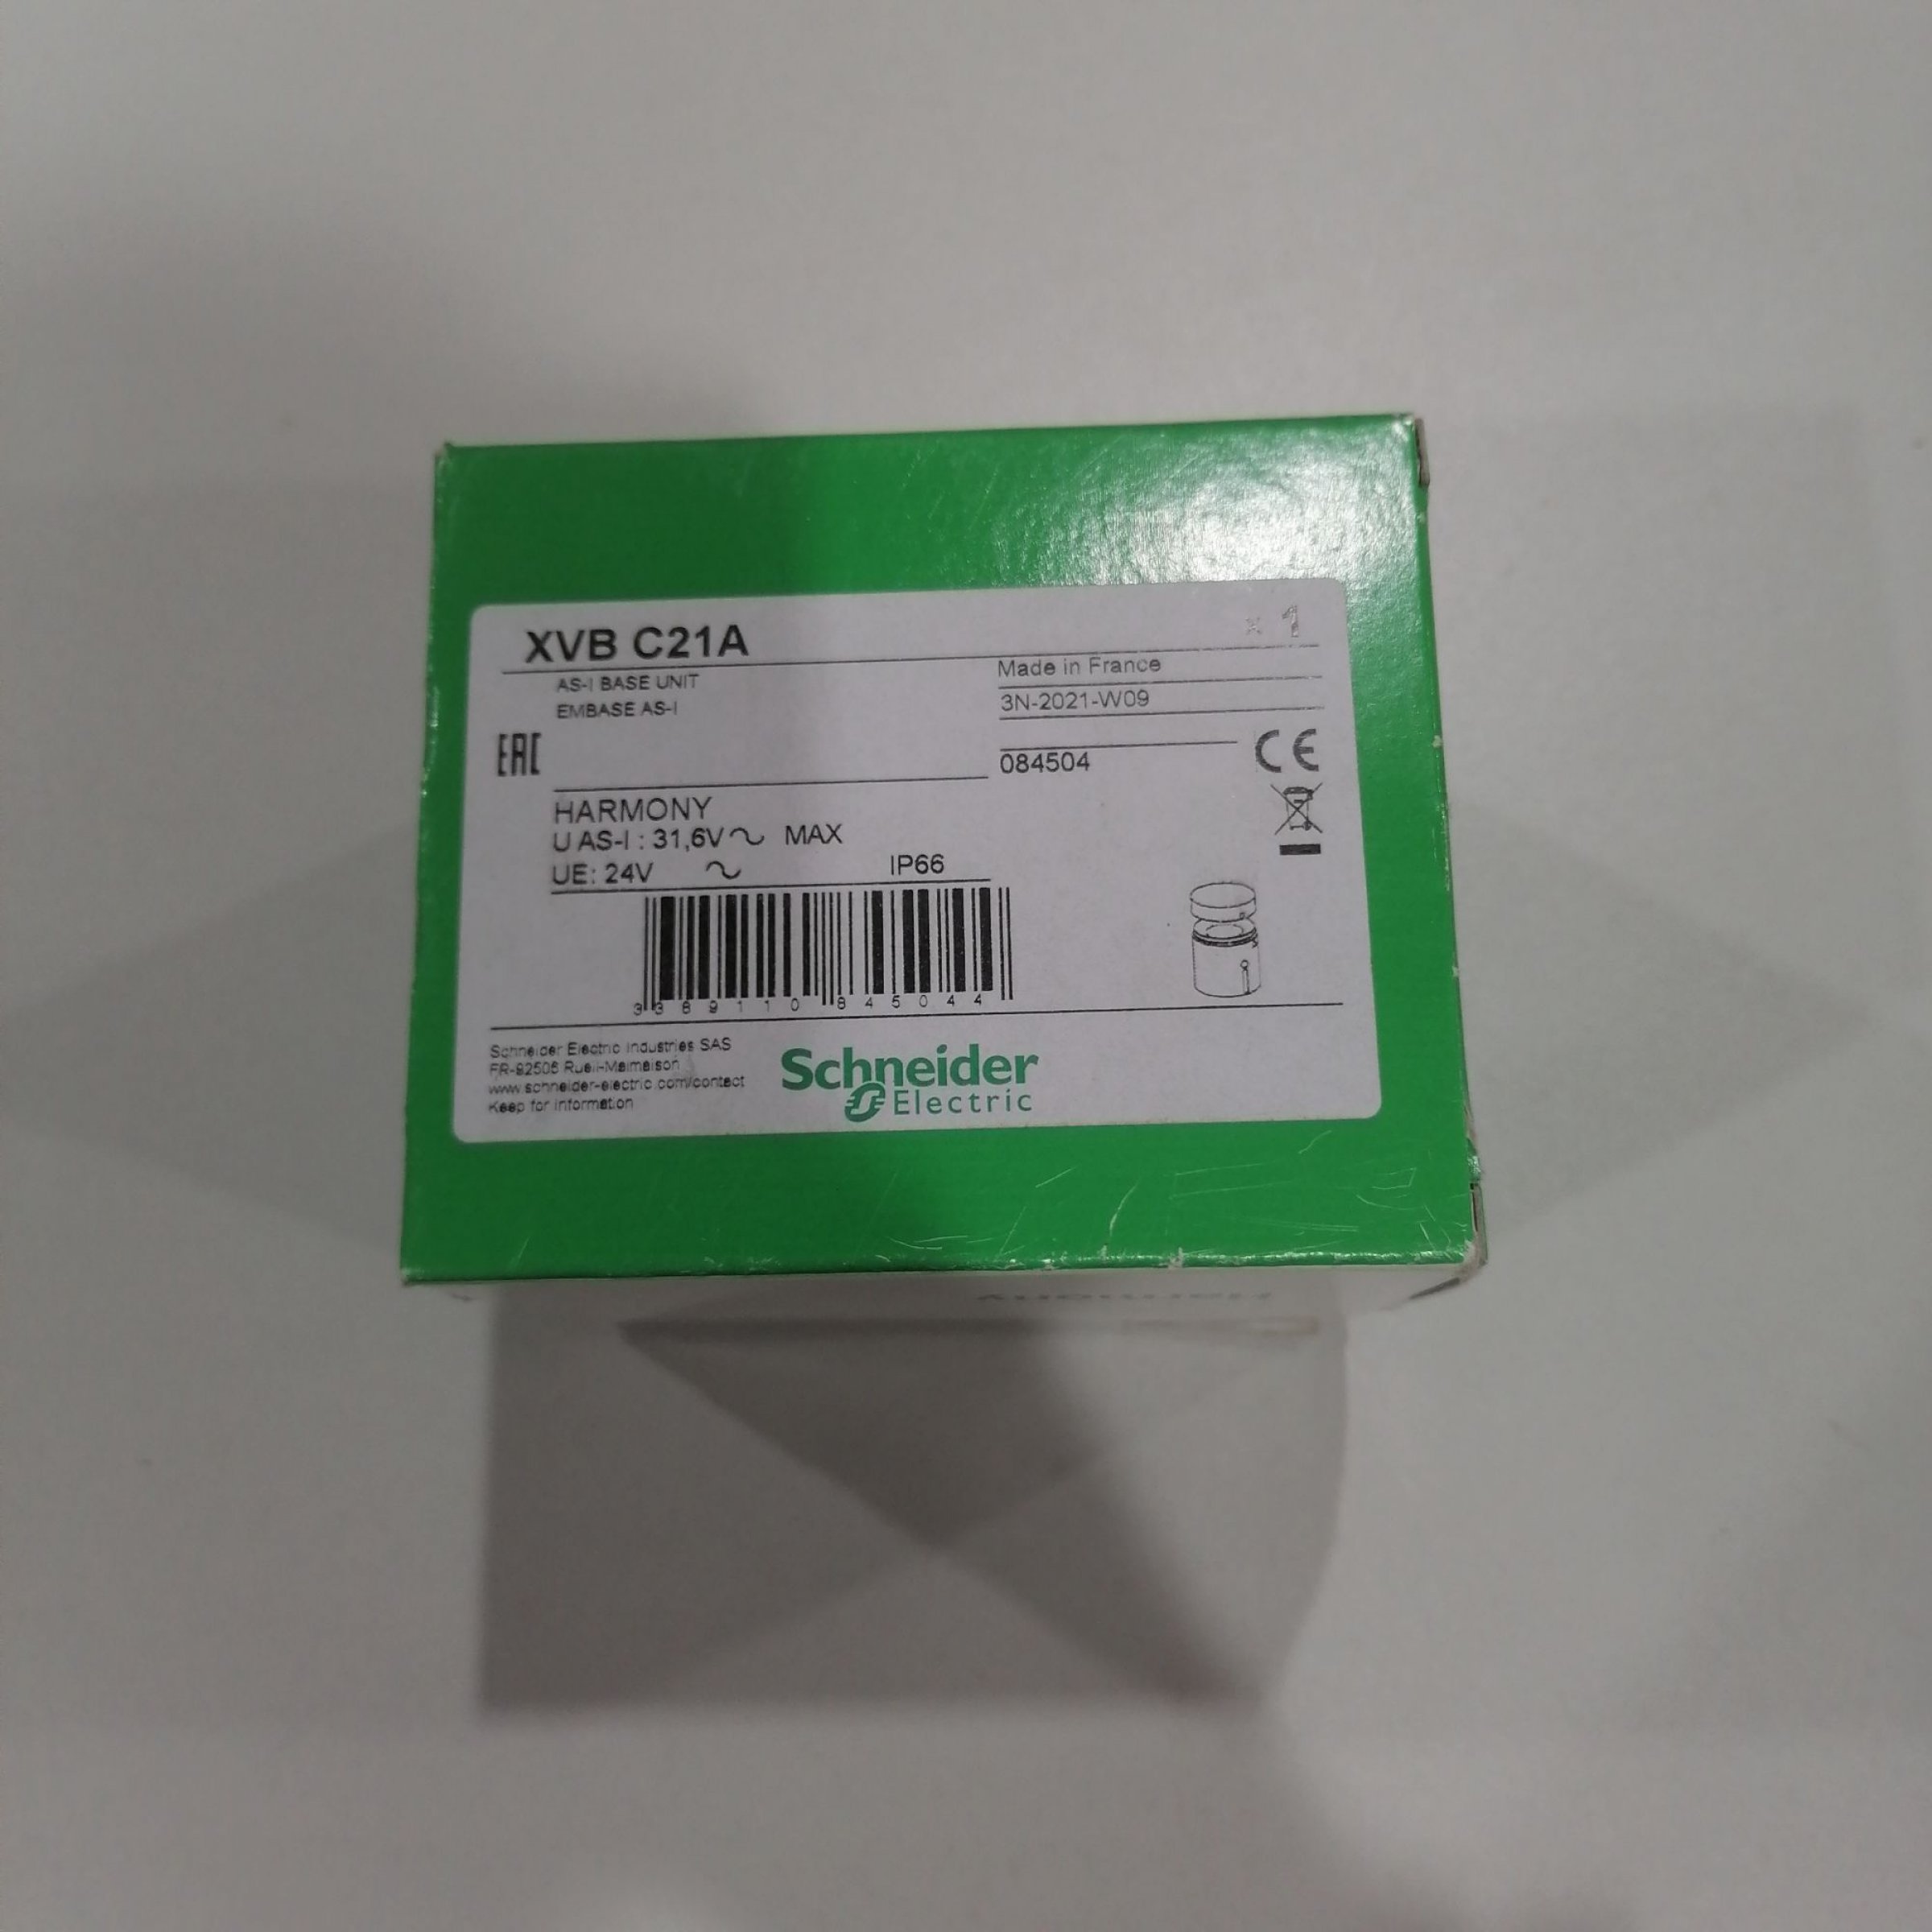 XVB C21A
x 1
AS-I BASE UNIT
EMBASE AS-I
Made in France
3N-2021-W09
EAC
084504
CE
HARMONY
U AS-I : 31,6V～ MAX
UE: 24V ～ IP66
3 389110 845044
Schneider Electric Industries SAS
FR-92506 Rueil-Malmaison
www.schneider-electric.com/contact
Keep for information
Schneider
Electric
Harmony